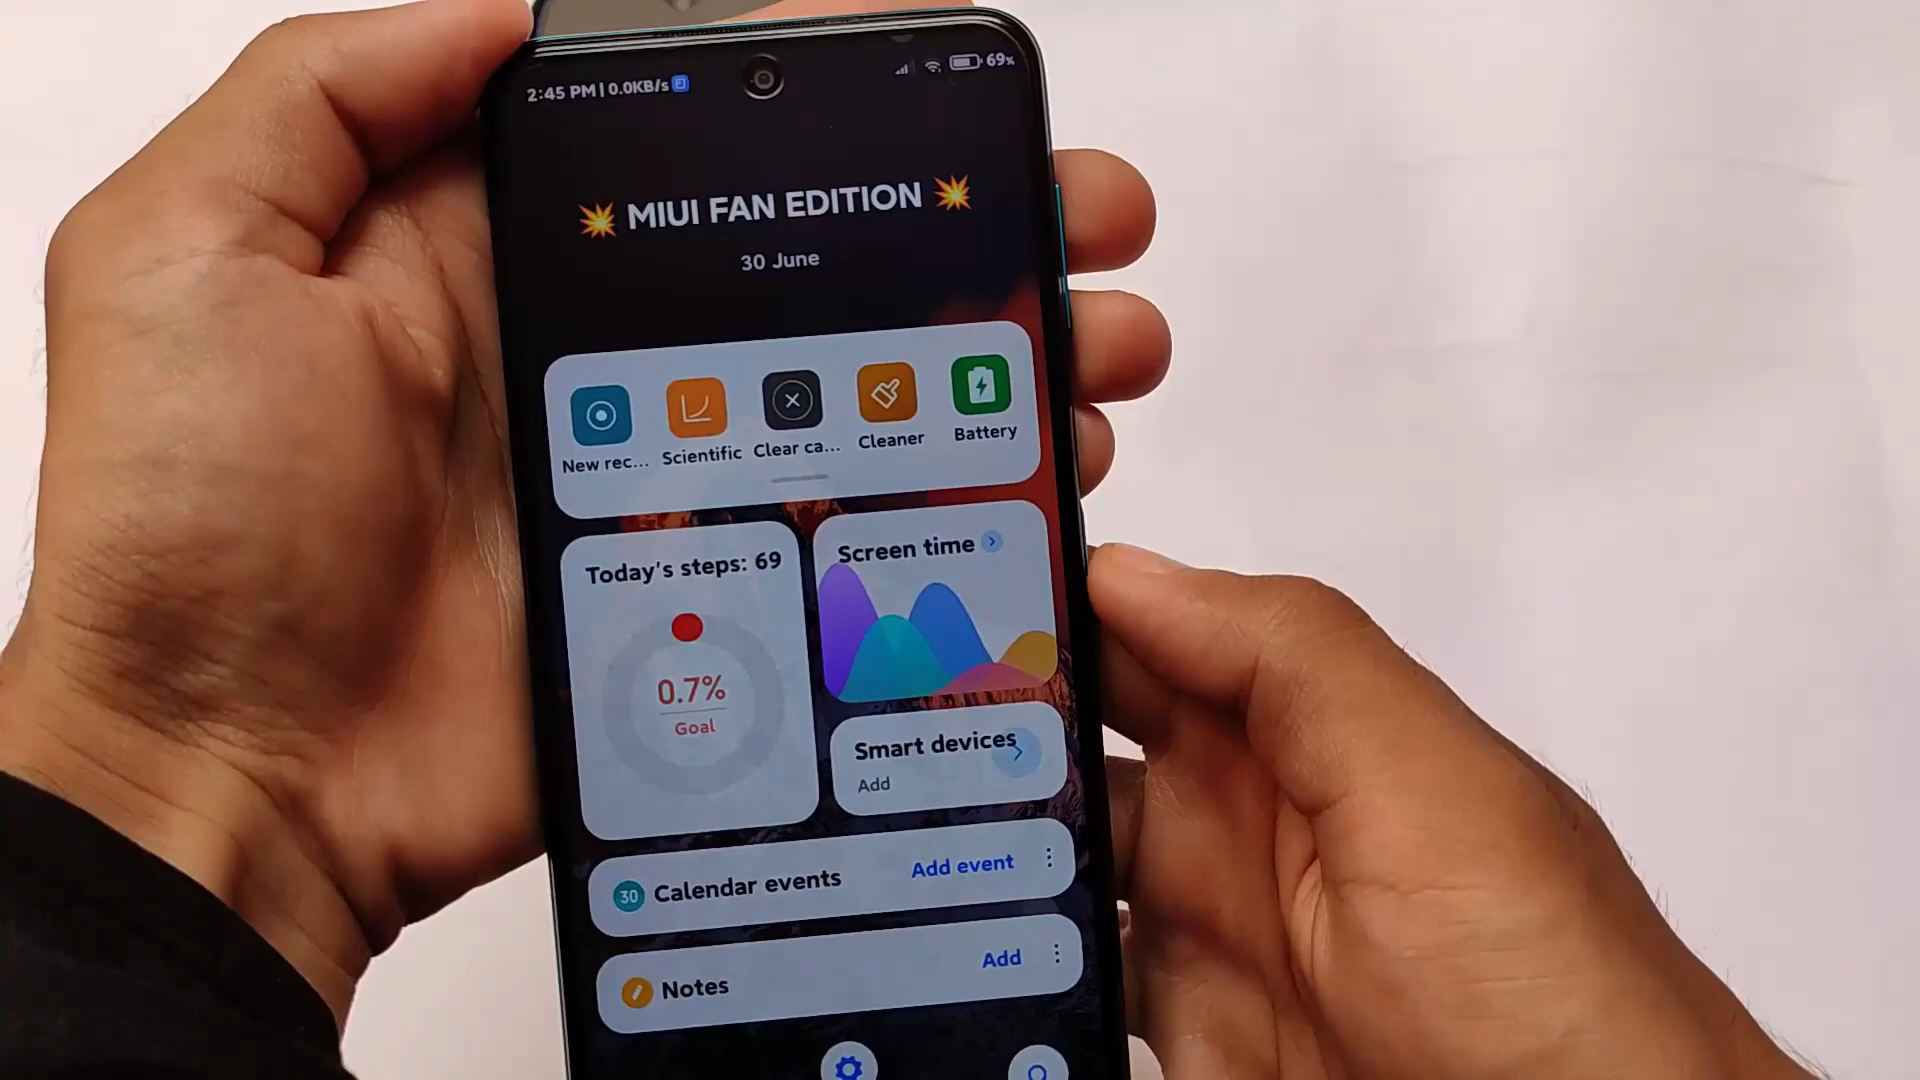 2:45 PM | 0.0KB/s
69%
💥 MIUI FAN EDITION 💥
30 June
New rec...
Scientific
Clear ca...
Cleaner
Battery
Today's steps: 69
0.7%
Goal
Screen time
Smart devices
Add
30
Calendar events
Add event
Notes
Add